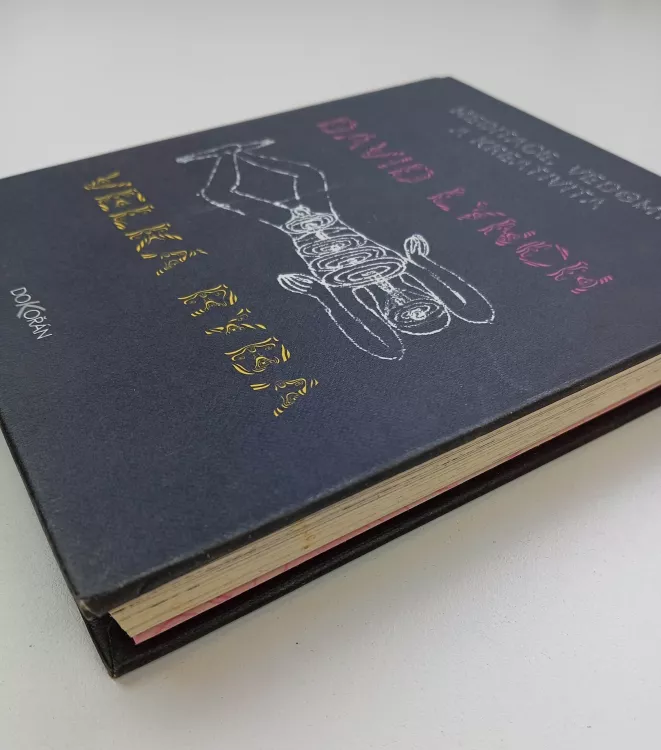 MEDITACE, VĚDOMÍ
A KREATIVITA
DAVID LYNCH
VELKÁ RYBA
DOKOŘÁN